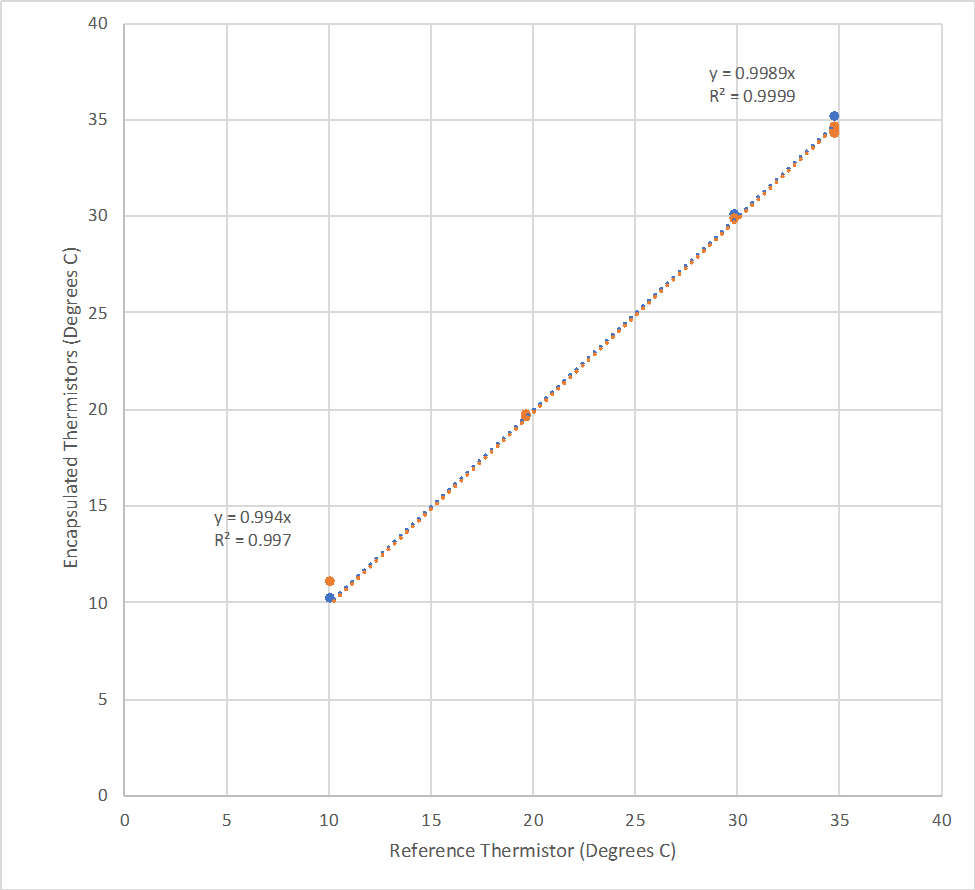 40
35
30
25
20
15
10
5
0
Encapsulated Thermistors (Degrees C)
y = 0.9989x
R² = 0.9999
y = 0.994x
R² = 0.997
0 5 10 15 20 25 30 35 40
Reference Thermistor (Degrees C)